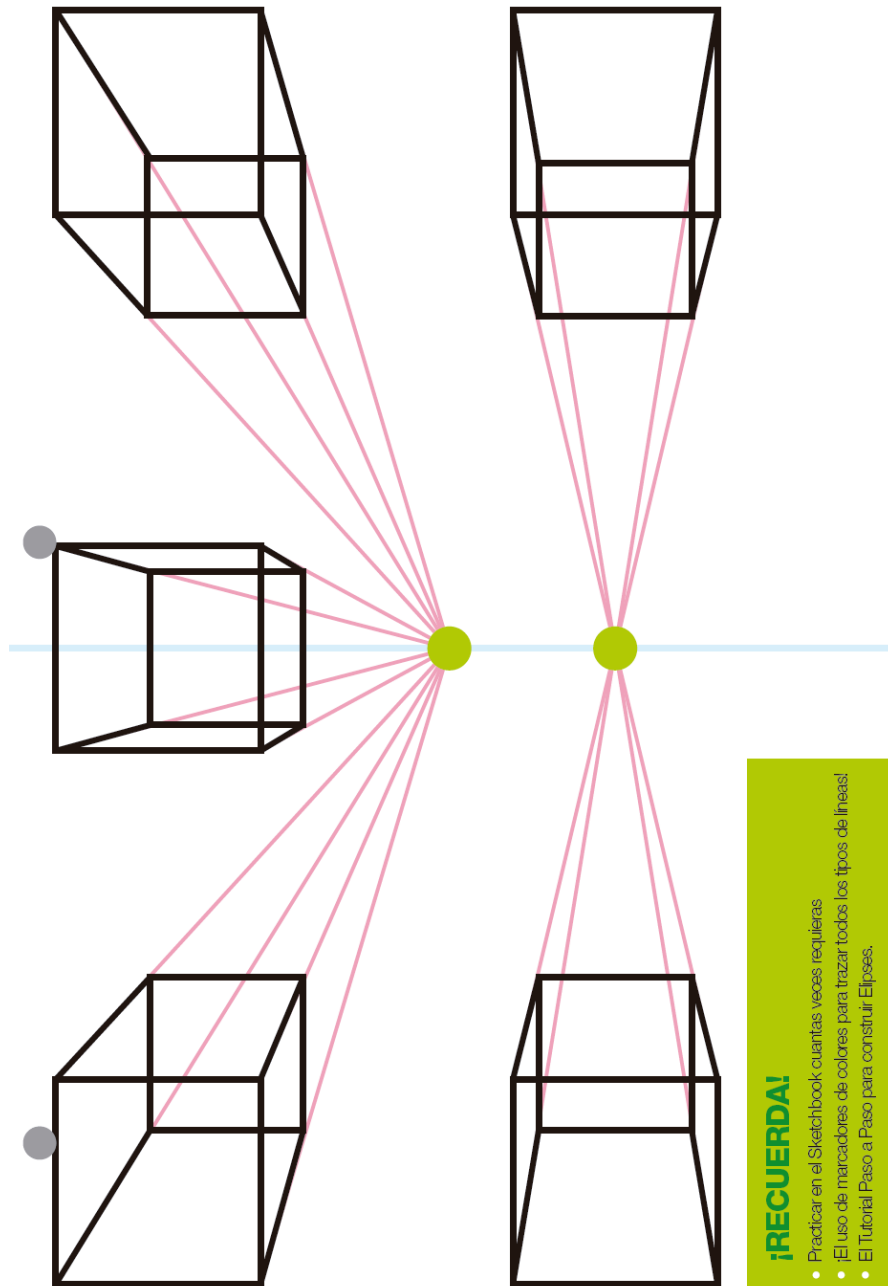 ¡RECUERDA!
• Practicar en el Sketchbook cuantas veces requieras
• ¡El uso de marcadores de colores para trazar todos los tipos de líneas!
• El Tutorial Paso a Paso para construir Elipses.